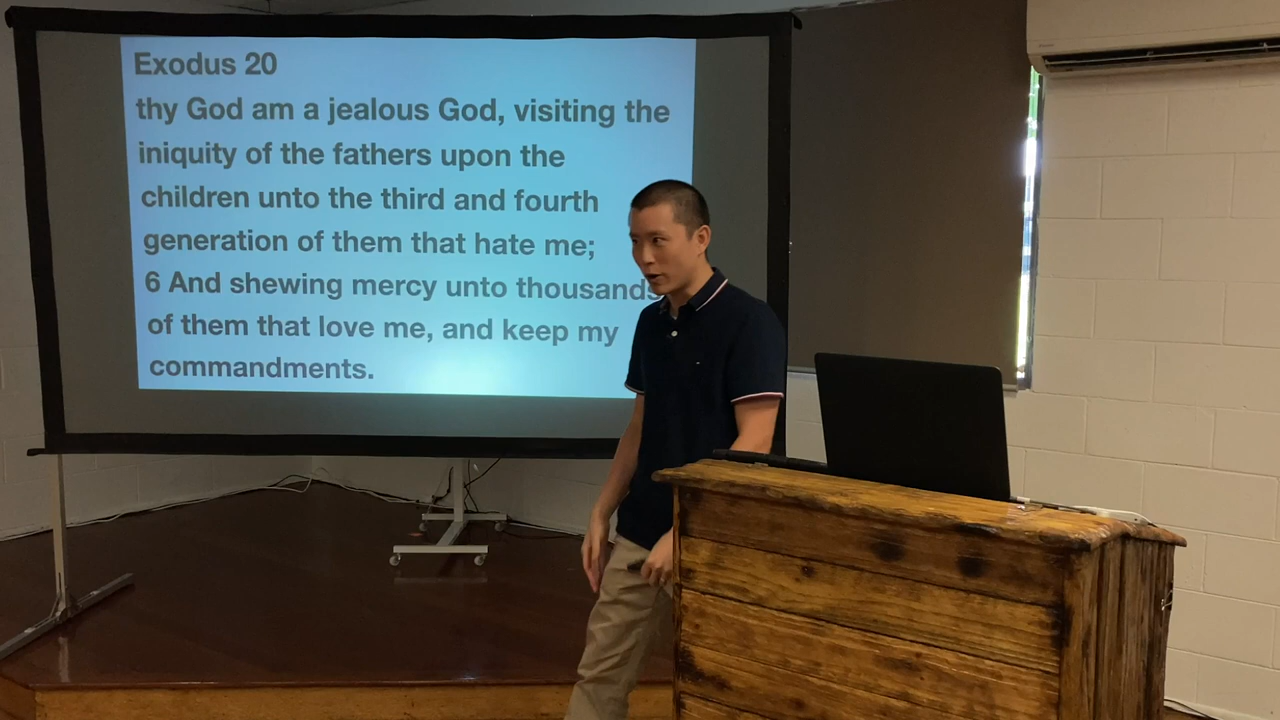 Exodus 20
thy God am a jealous God, visiting the
iniquity of the fathers upon the
children unto the third and fourth
generation of them that hate me;
6 And shewing mercy unto thousands
of them that love me, and keep my
commandments.